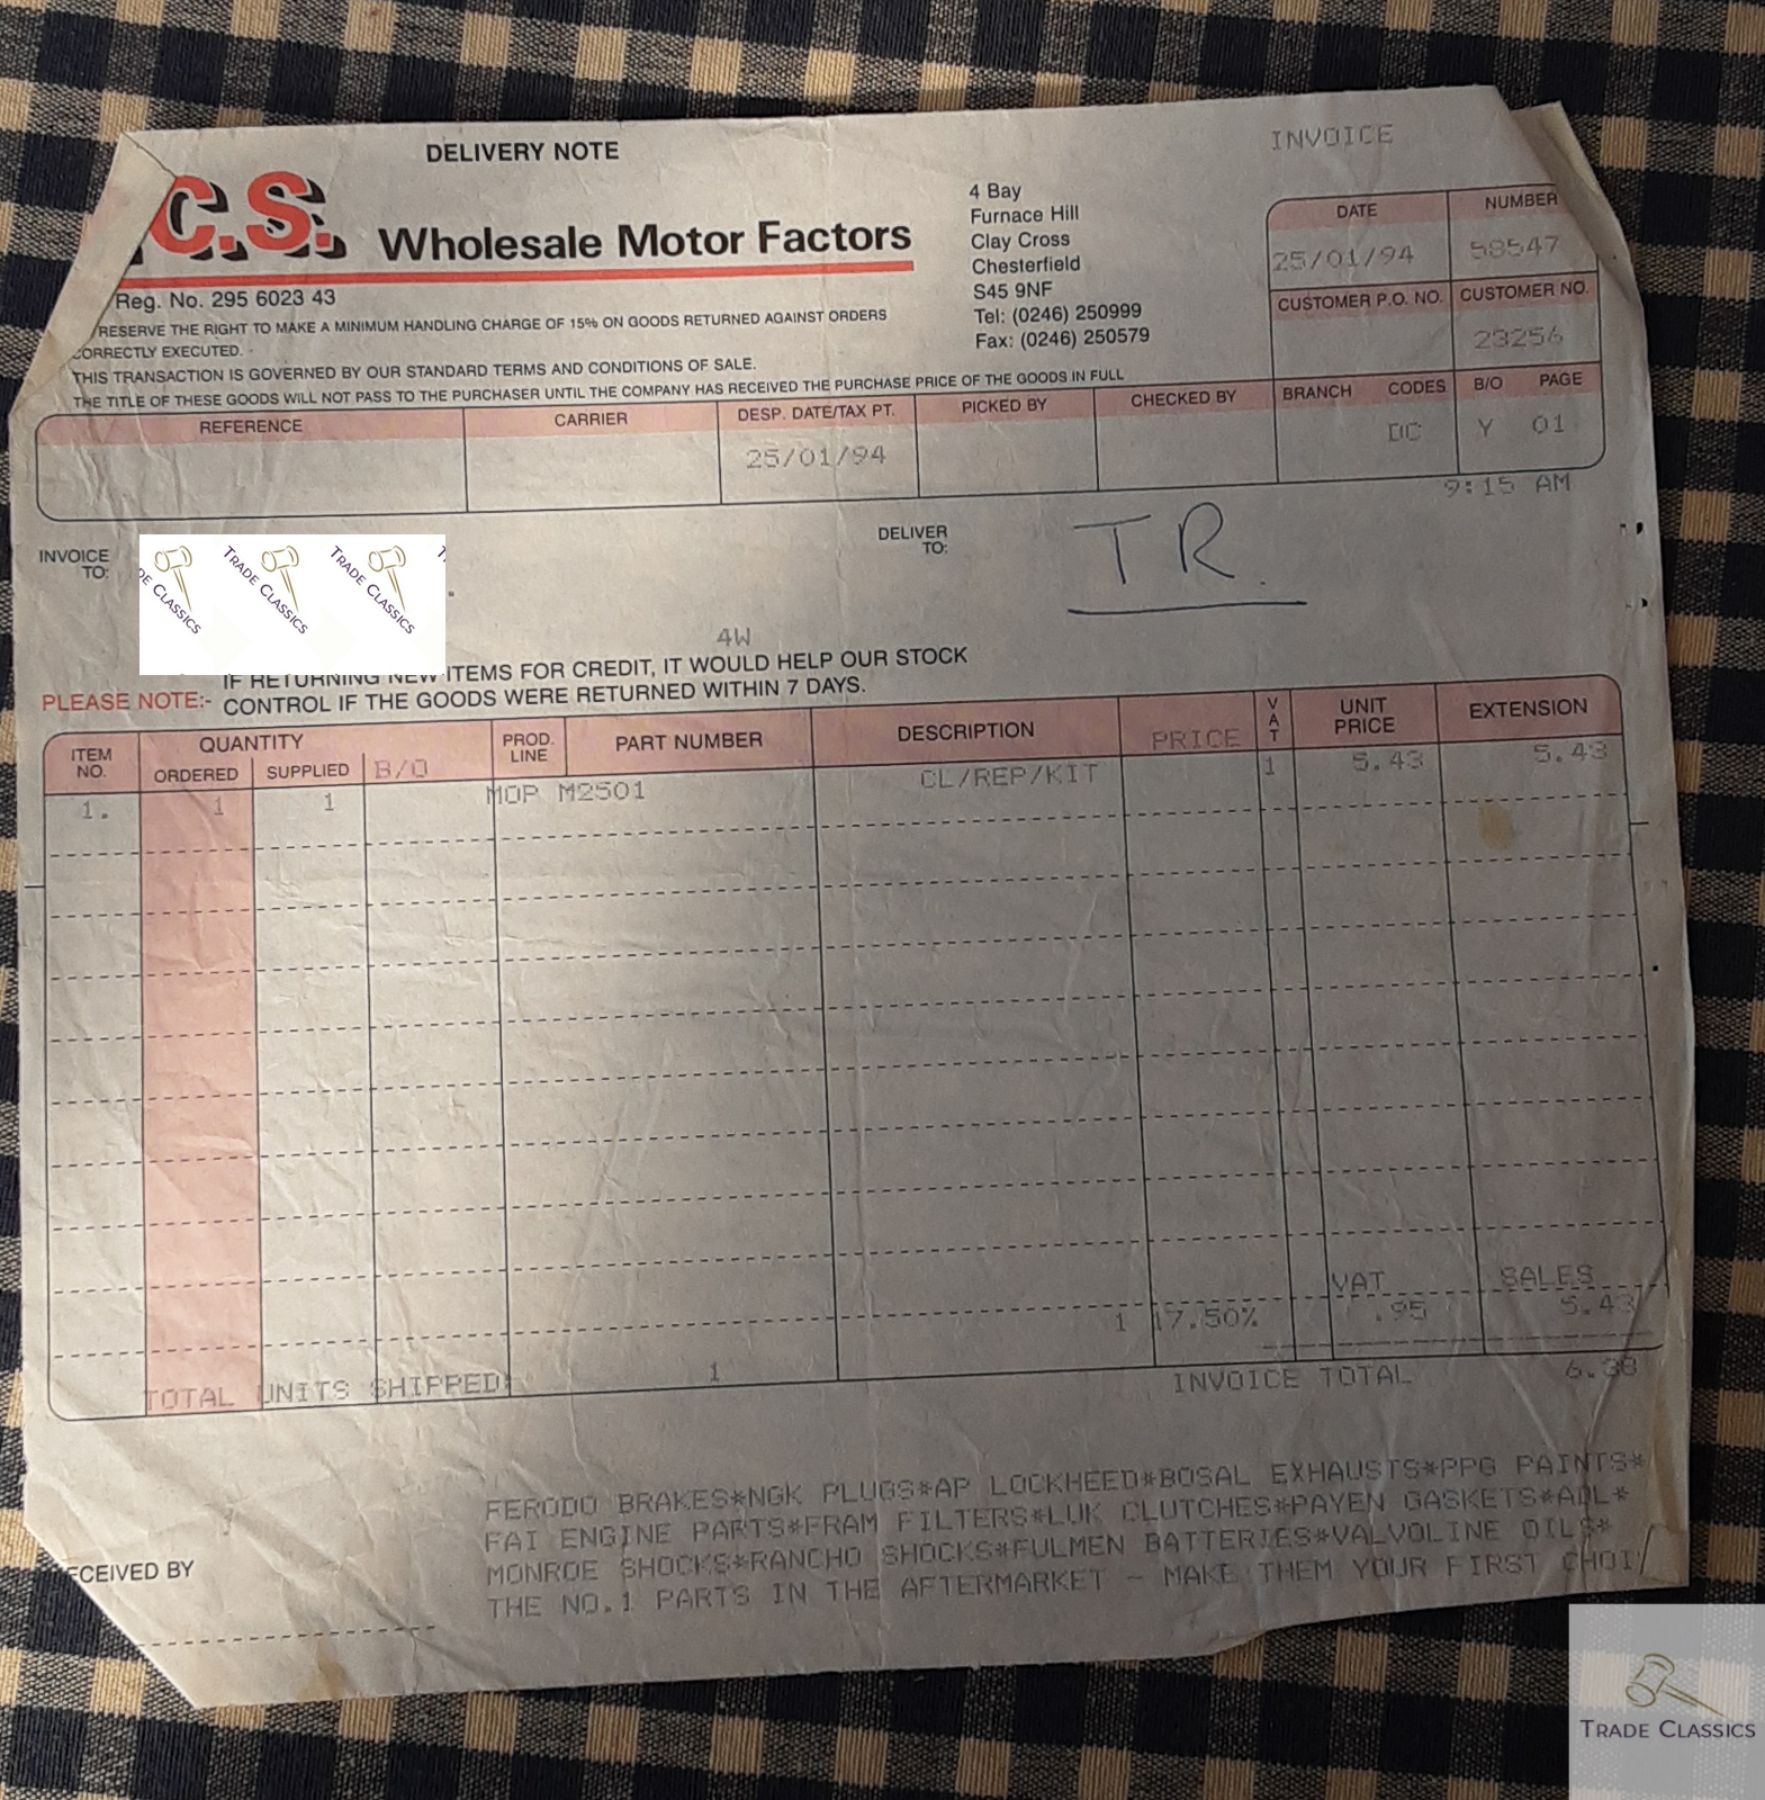 DELIVERY NOTE
INVOICE
C.S. Wholesale Motor Factors
Reg. No. 295 6023 43
RESERVE THE RIGHT TO MAKE A MINIMUM HANDLING CHARGE OF 15% ON GOODS RETURNED AGAINST ORDERS
CORRECTLY EXECUTED.
THIS TRANSACTION IS GOVERNED BY OUR STANDARD TERMS AND CONDITIONS OF SALE.
THE TITLE OF THESE GOODS WILL NOT PASS TO THE PURCHASER UNTIL THE COMPANY HAS RECEIVED THE PURCHASE PRICE OF THE GOODS IN FULL
4 Bay
Furnace Hill
Clay Cross
Chesterfield
S45 9NF
Tel: (0246) 250999
Fax: (0246) 250579
DATE NUMBER
25/01/94 58547
CUSTOMER P.O. NO. CUSTOMER NO.
23256
REFERENCE CARRIER DESP. DATE/TAX PT. PICKED BY CHECKED BY BRANCH CODES B/O PAGE
25/01/94 DC Y 01
9:15 AM
INVOICE
TO:
TRADE CLASSICS
TRADE CLASSICS
DELIVER
TO:
TR.
4W
PLEASE NOTE:- IF RETURNING NEW ITEMS FOR CREDIT, IT WOULD HELP OUR STOCK
CONTROL IF THE GOODS WERE RETURNED WITHIN 7 DAYS.
ITEM NO. QUANTITY PROD. LINE PART NUMBER DESCRIPTION PRICE VAT UNIT PRICE EXTENSION
ORDERED SUPPLIED B/O
1. 1 1 MOP M2501 CL/REP/KIT 1 5.43 5.43
VAT SALES
1 17.50% .95 5.43
TOTAL UNITS SHIPPED: 1 INVOICE TOTAL 6.38
FERODO BRAKES*NGK PLUGS*AP LOCKHEED*BOSAL EXHAUSTS*PPG PAINTS*
FAI ENGINE PARTS*FRAM FILTERS*LUK CLUTCHES*PAYEN GASKETS*ADL*
MONROE SHOCKS*RANCHO SHOCKS*FULMEN BATTERIES*VALVOLINE OILS*
THE NO.1 PARTS IN THE AFTERMARKET - MAKE THEM YOUR FIRST CHOI
ECEIVED BY
TRADE CLASSICS